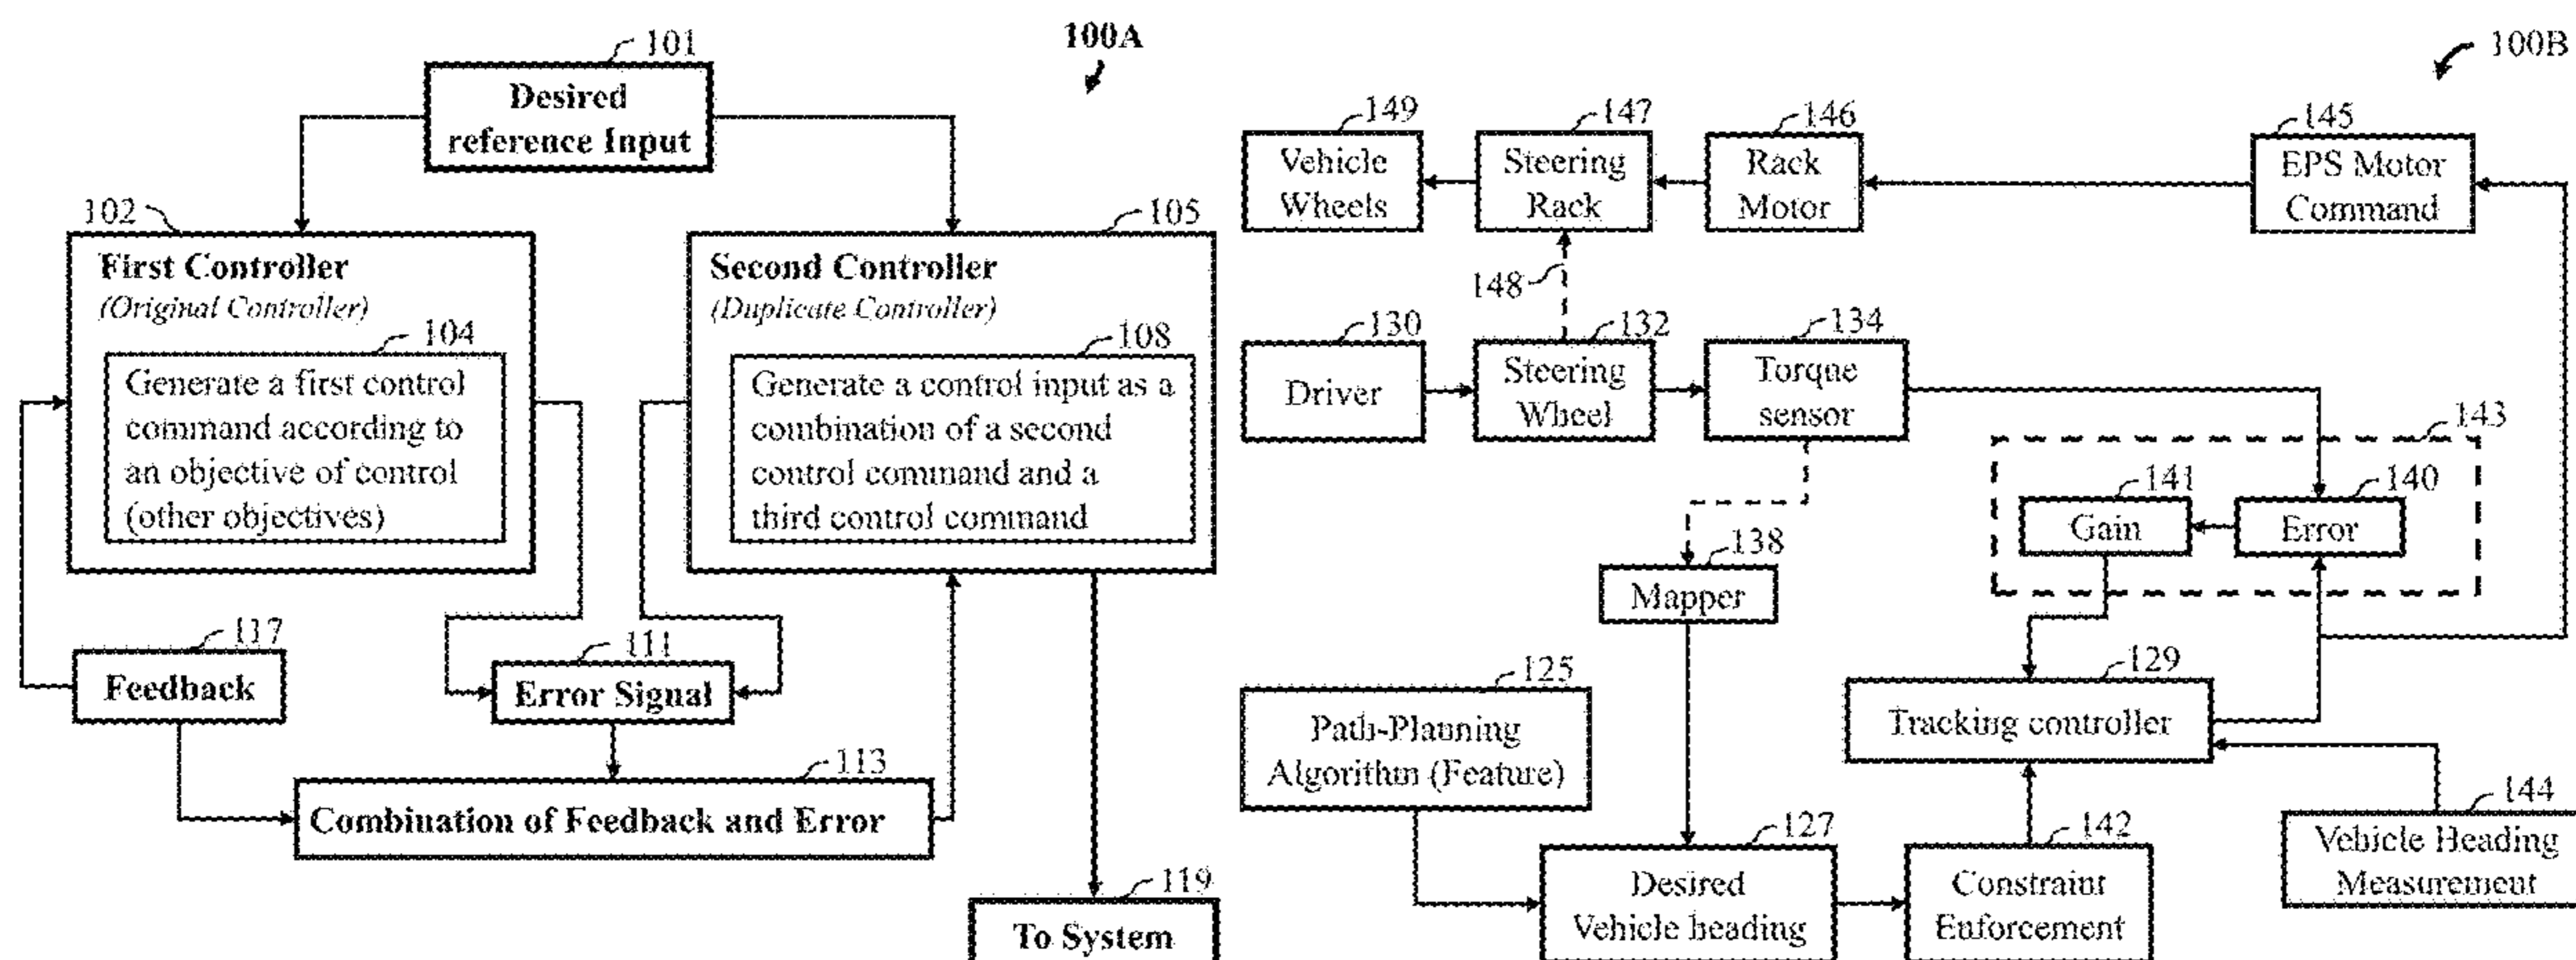 100A
101
Desired
reference Input
102
First Controller
(Original Controller)
104
Generate a first control
command according to
an objective of control
(other objectives)
105
Second Controller
(Duplicate Controller)
108
Generate a control input as a
combination of a second
control command and a
third control command
117
Feedback
111
Error Signal
113
Combination of Feedback and Error
119
To System
100B
149
Vehicle
Wheels
147
Steering
Rack
146
Rack
Motor
145
EPS Motor
Command
148
130
Driver
132
Steering
Wheel
134
Torque
sensor
143
141
Gain
140
Error
138
Mapper
125
Path-Planning
Algorithm (Feature)
129
Tracking controller
127
Desired
Vehicle heading
142
Constraint
Enforcement
144
Vehicle Heading
Measurement